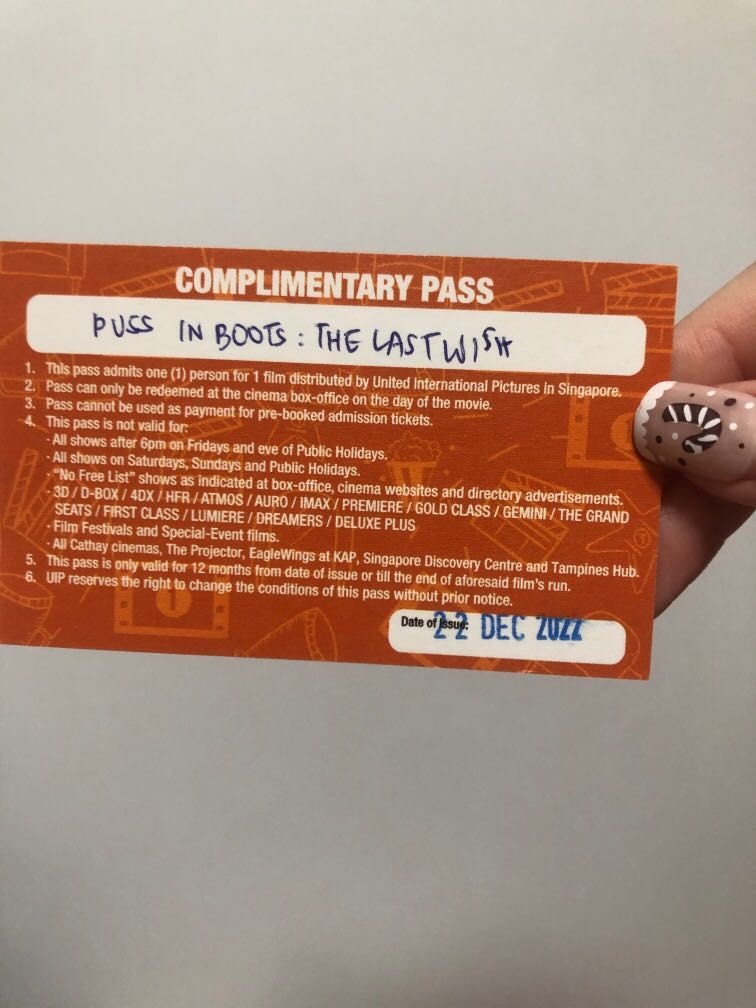 COMPLIMENTARY PASS
PUSS IN BOOTS : THE LAST WISH
1. This pass admits one (1) person for 1 film distributed by United International Pictures in Singapore.
2. Pass can only be redeemed at the cinema box-office on the day of the movie.
3. Pass cannot be used as payment for pre-booked admission tickets.
4. This pass is not valid for:
· All shows after 6pm on Fridays and eve of Public Holidays.
· All shows on Saturdays, Sundays and Public Holidays.
· "No Free List" shows as indicated at box-office, cinema websites and directory advertisements.
· 3D / D-BOX / 4DX / HFR / ATMOS / AURO / IMAX / PREMIERE / GOLD CLASS / GEMINI / THE GRAND
SEATS / FIRST CLASS / LUMIERE / DREAMERS / DELUXE PLUS
· Film Festivals and Special-Event films.
· All Cathay cinemas, The Projector, EagleWings at KAP, Singapore Discovery Centre and Tampines Hub.
5. This pass is only valid for 12 months from date of issue or till the end of aforesaid film's run.
6. UIP reserves the right to change the conditions of this pass without prior notice.
Date of Issue: 22 DEC 2022